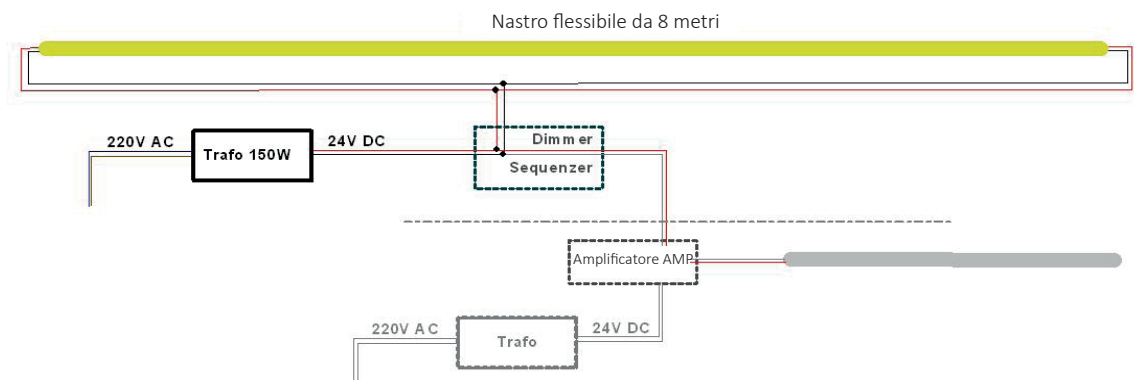 Nastro flessibile da 8 metri
220V AC
Trafo 150W
24V DC
Dimmer
Sequenzer
Amplificatore AMP
220V AC
Trafo
24V DC